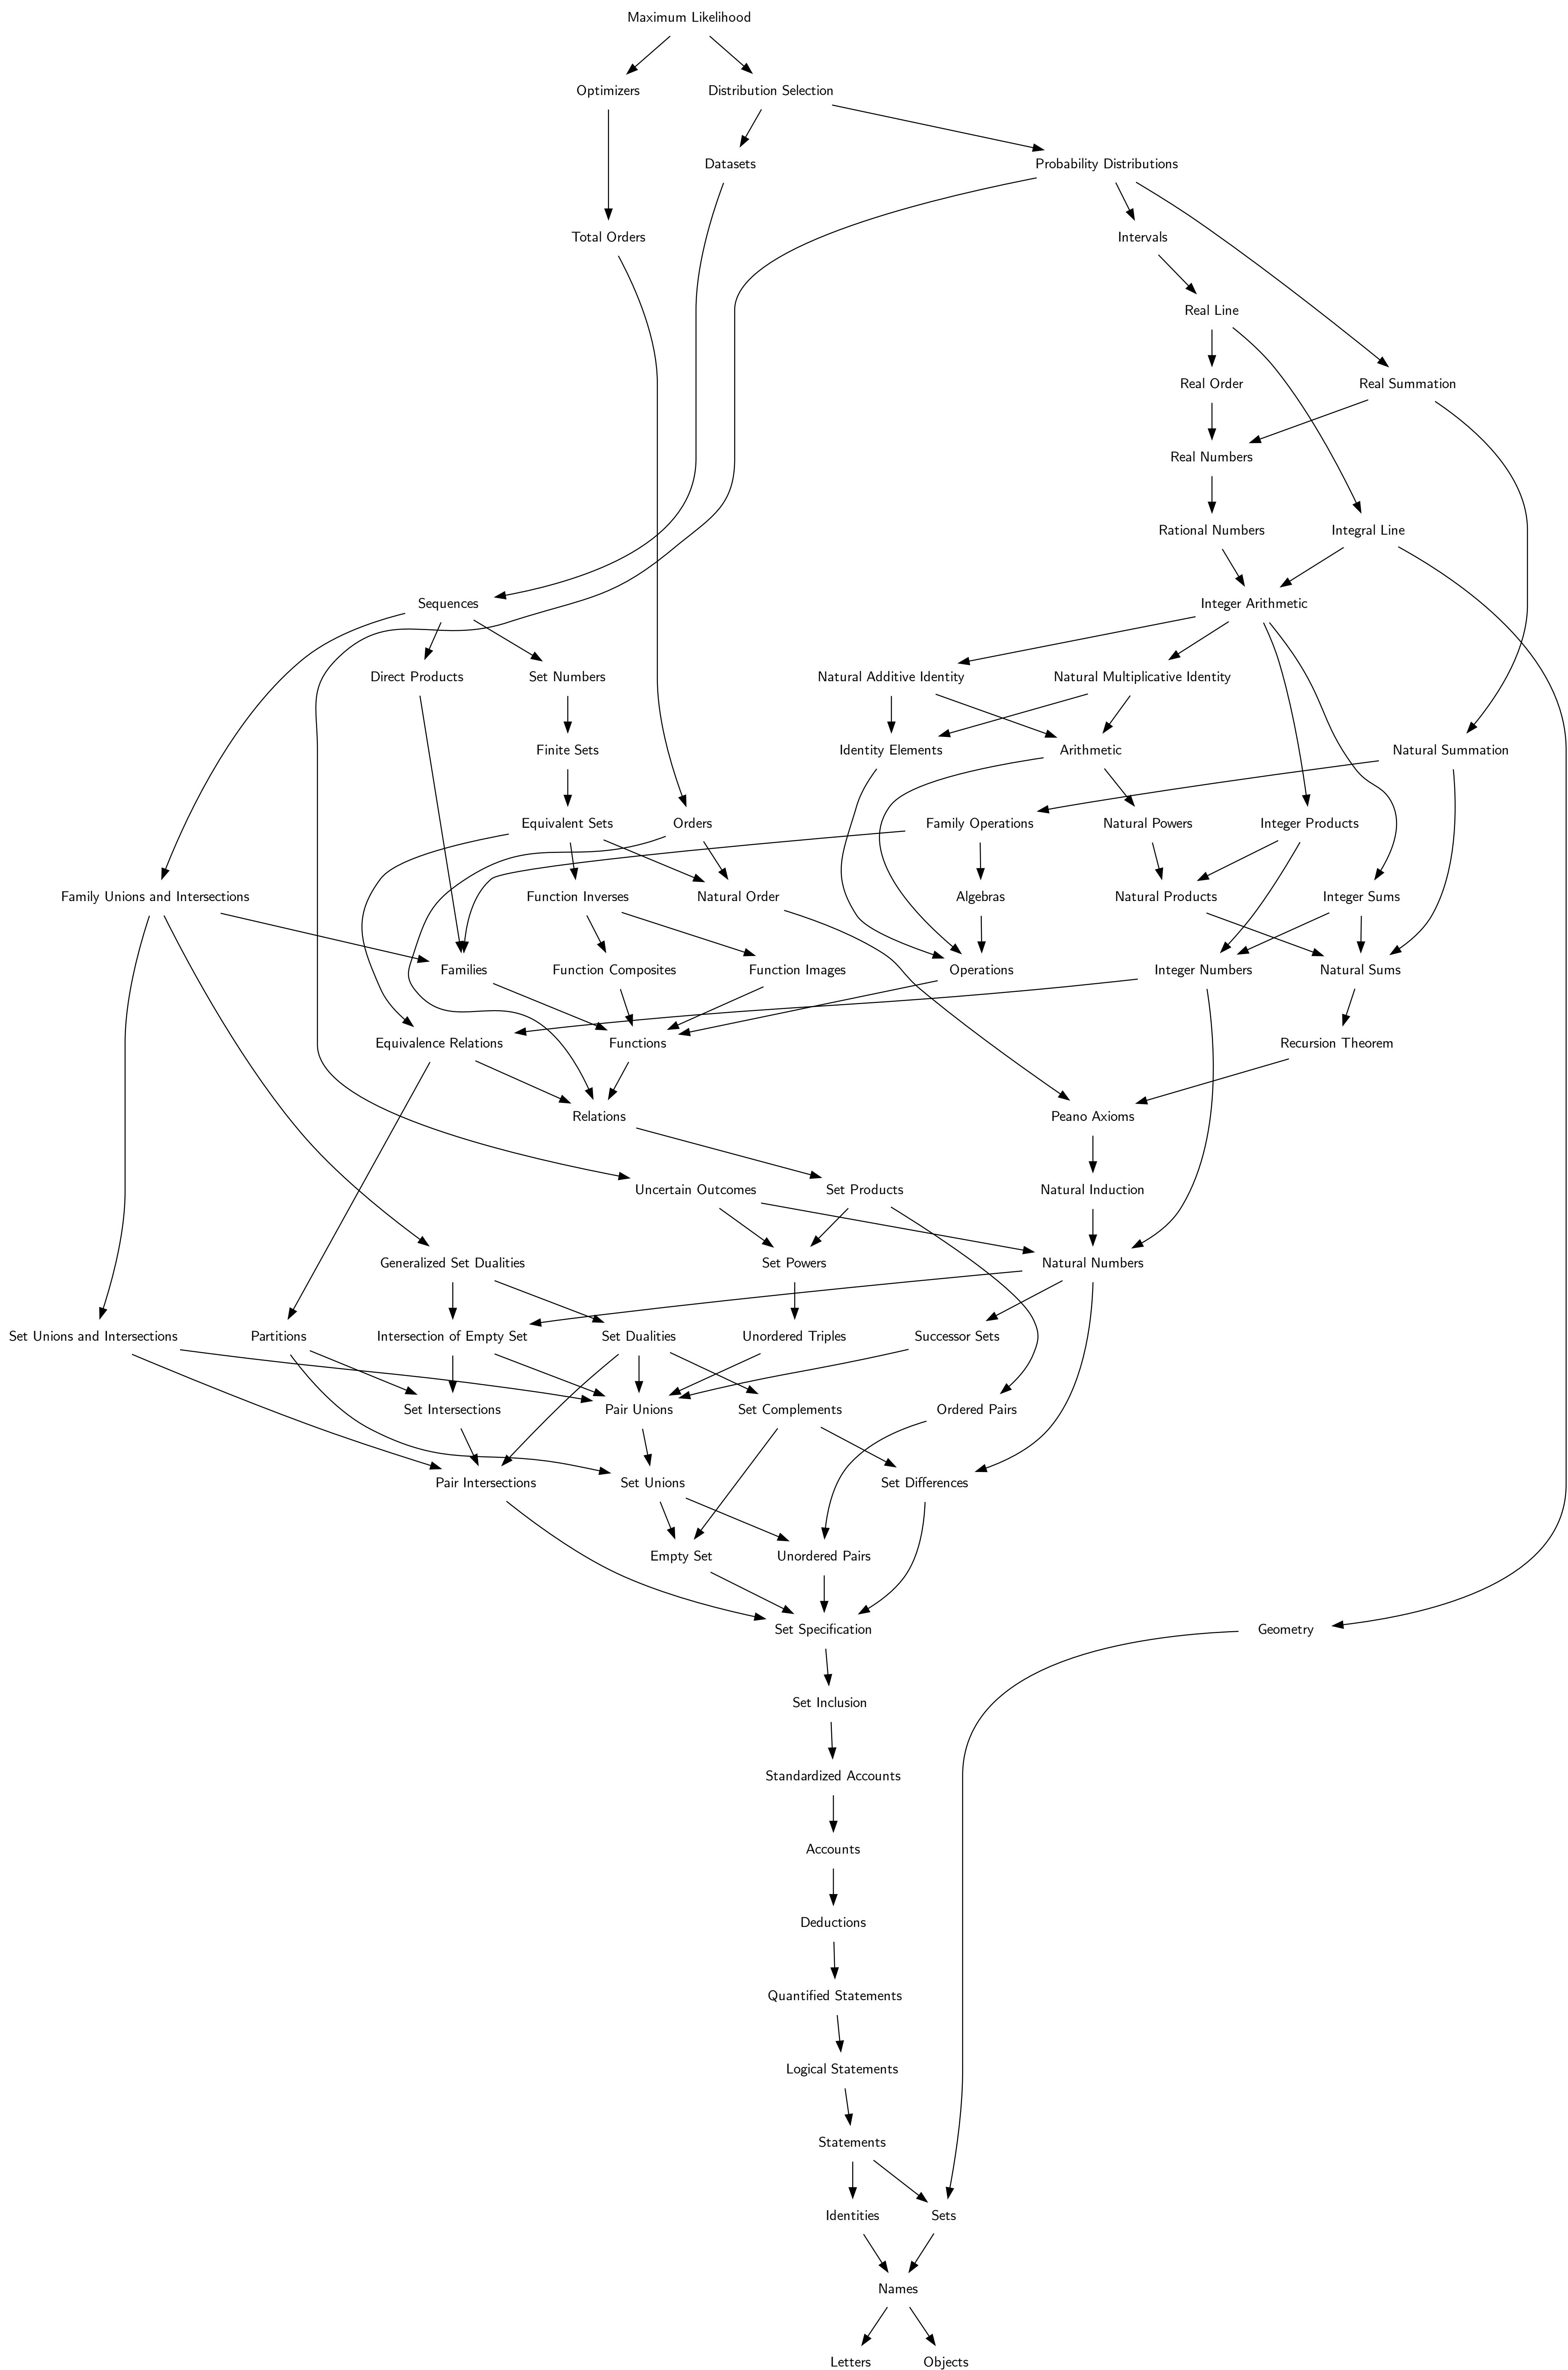 Maximum Likelihood
Optimizers
Distribution Selection
Datasets
Probability Distributions
Total Orders
Intervals
Real Line
Real Order
Real Summation
Real Numbers
Rational Numbers
Integral Line
Sequences
Integer Arithmetic
Direct Products
Set Numbers
Natural Additive Identity
Natural Multiplicative Identity
Finite Sets
Identity Elements
Arithmetic
Natural Summation
Equivalent Sets
Orders
Family Operations
Natural Powers
Integer Products
Family Unions and Intersections
Function Inverses
Natural Order
Algebras
Natural Products
Integer Sums
Families
Function Composites
Function Images
Operations
Integer Numbers
Natural Sums
Equivalence Relations
Functions
Recursion Theorem
Relations
Peano Axioms
Uncertain Outcomes
Set Products
Natural Induction
Generalized Set Dualities
Set Powers
Natural Numbers
Set Unions and Intersections
Partitions
Intersection of Empty Set
Set Dualities
Unordered Triples
Successor Sets
Set Intersections
Pair Unions
Set Complements
Ordered Pairs
Pair Intersections
Set Unions
Set Differences
Empty Set
Unordered Pairs
Set Specification
Geometry
Set Inclusion
Standardized Accounts
Accounts
Deductions
Quantified Statements
Logical Statements
Statements
Identities
Sets
Names
Letters
Objects